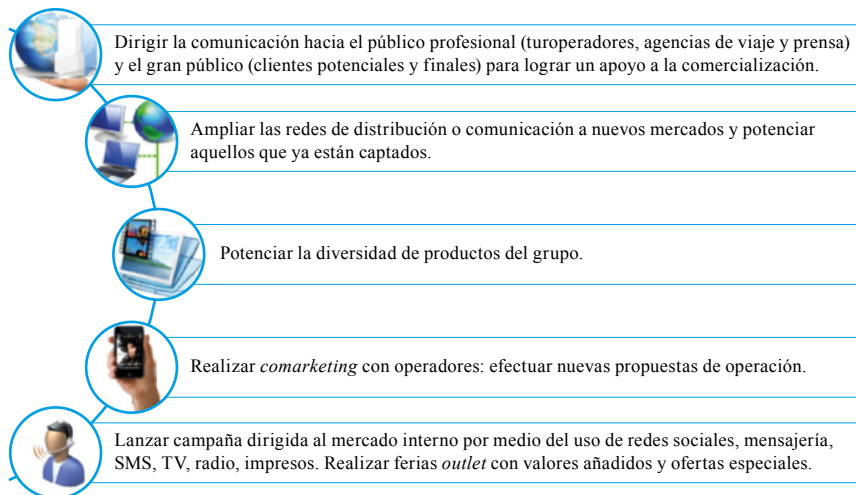 Dirigir la comunicación hacia el público profesional (turoperadores, agencias de viaje y prensa)
y el gran público (clientes potenciales y finales) para lograr un apoyo a la comercialización.
Ampliar las redes de distribución o comunicación a nuevos mercados y potenciar
aquellos que ya están captados.
Potenciar la diversidad de productos del grupo.
Realizar comarketing con operadores: efectuar nuevas propuestas de operación.
Lanzar campaña dirigida al mercado interno por medio del uso de redes sociales, mensajería,
SMS, TV, radio, impresos. Realizar ferias outlet con valores añadidos y ofertas especiales.